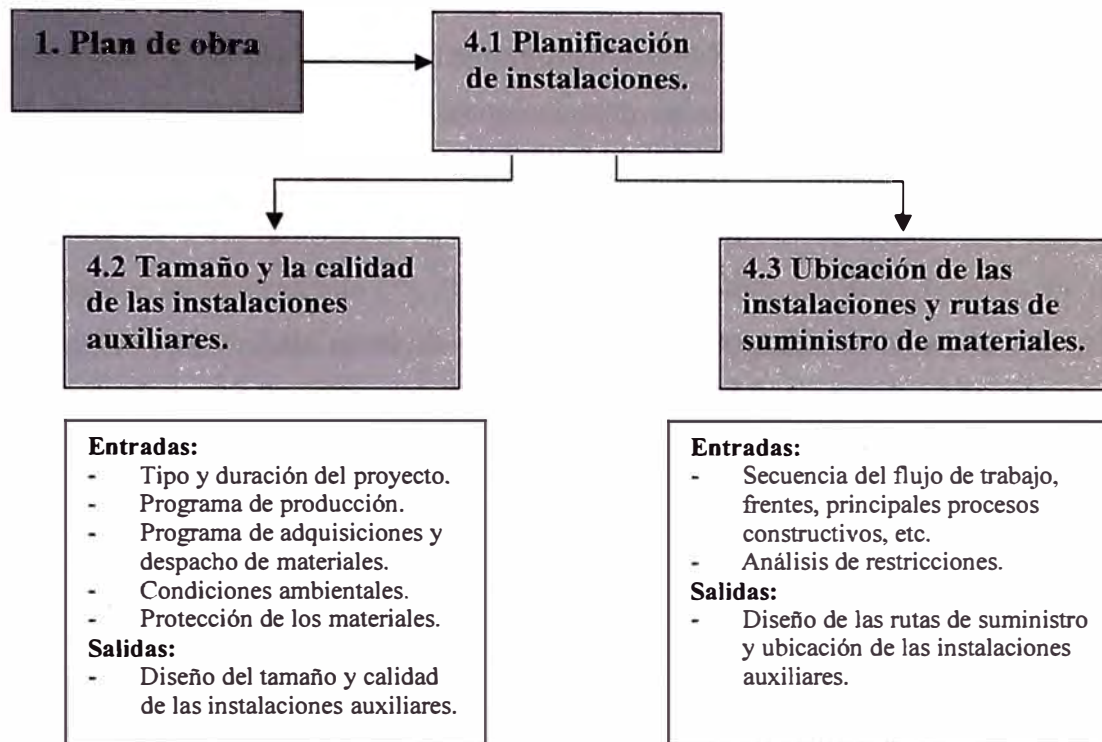 1. Plan de obra
4.1 Planificación
de instalaciones.
4.2 Tamaño y la calidad
de las instalaciones
auxiliares.
4.3 Ubicación de las
instalaciones y rutas de
suministro de materiales.
Entradas:
- Tipo y duración del proyecto.
- Programa de producción.
- Programa de adquisiciones y
despacho de materiales.
- Condiciones ambientales.
- Protección de los materiales.
Salidas:
- Diseño del tamaño y calidad
de las instalaciones auxiliares.
Entradas:
- Secuencia del flujo de trabajo,
frentes, principales procesos
constructivos, etc.
- Análisis de restricciones.
Salidas:
- Diseño de las rutas de suministro
y ubicación de las instalaciones
auxiliares.